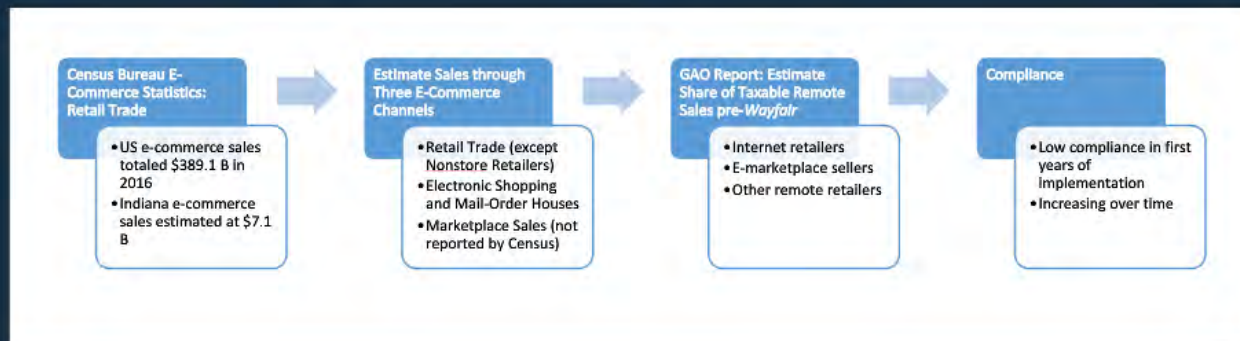 Census Bureau E-
Commerce Statistics:
Retail Trade
•US e-commerce sales
totaled $389.1 B in
2016
•Indiana e-commerce
sales estimated at $7.1
B
Estimate Sales through
Three E-Commerce
Channels
•Retail Trade (except
Nonstore Retailers)
•Electronic Shopping
and Mail-Order Houses
•Marketplace Sales (not
reported by Census)
GAO Report: Estimate
Share of Taxable Remote
Sales pre-Wayfair
•Internet retailers
•E-marketplace sellers
•Other remote retailers
Compliance
•Low compliance in first
years of
implementation
•Increasing over time